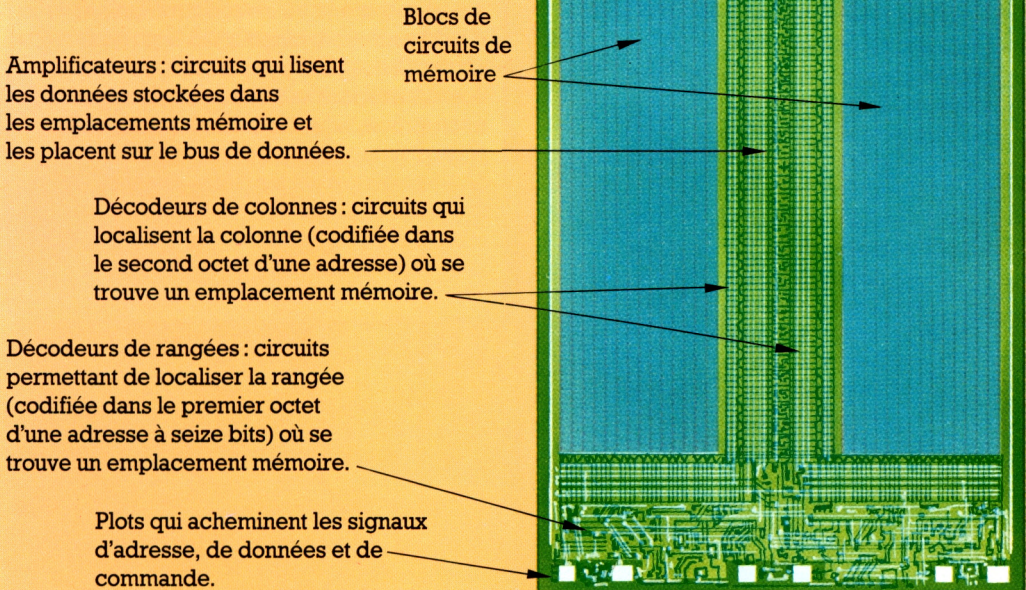 Blocs de
circuits de
mémoire
Amplificateurs : circuits qui lisent
les données stockées dans
les emplacements mémoire et
les placent sur le bus de données.
Décodeurs de colonnes : circuits qui
localisent la colonne (codifiée dans
le second octet d'une adresse) où se
trouve un emplacement mémoire.
Décodeurs de rangées : circuits
permettant de localiser la rangée
(codifiée dans le premier octet
d'une adresse à seize bits) où se
trouve un emplacement mémoire.
Plots qui acheminent les signaux
d'adresse, de données et de
commande.